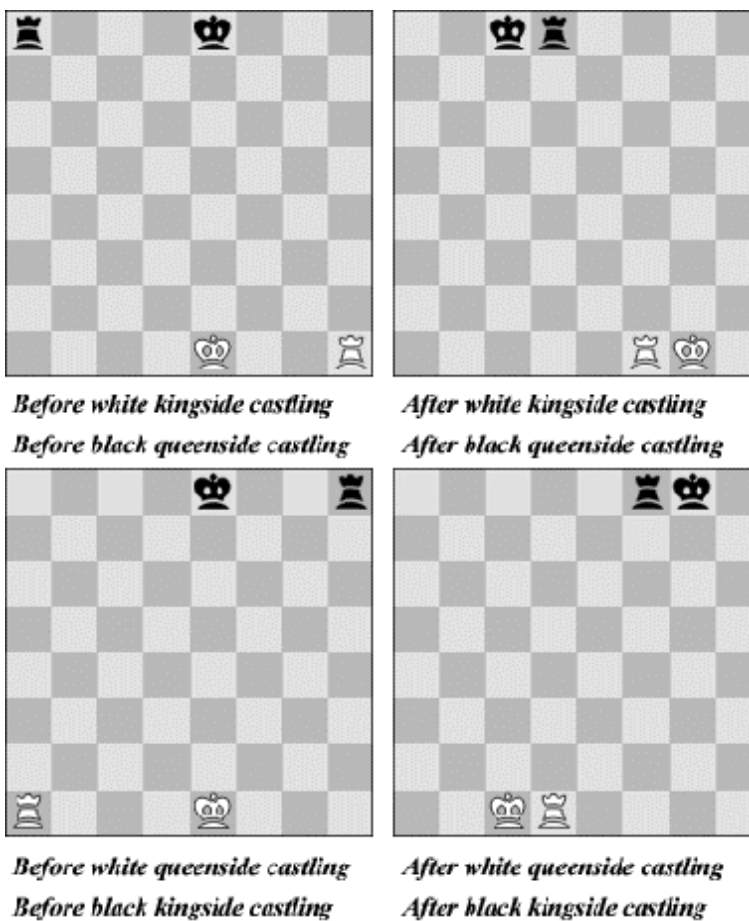 Before white kingside castling
After white kingside castling
Before black queenside castling
After black queenside castling
Before white queenside castling
After white queenside castling
Before black kingside castling
After black kingside castling